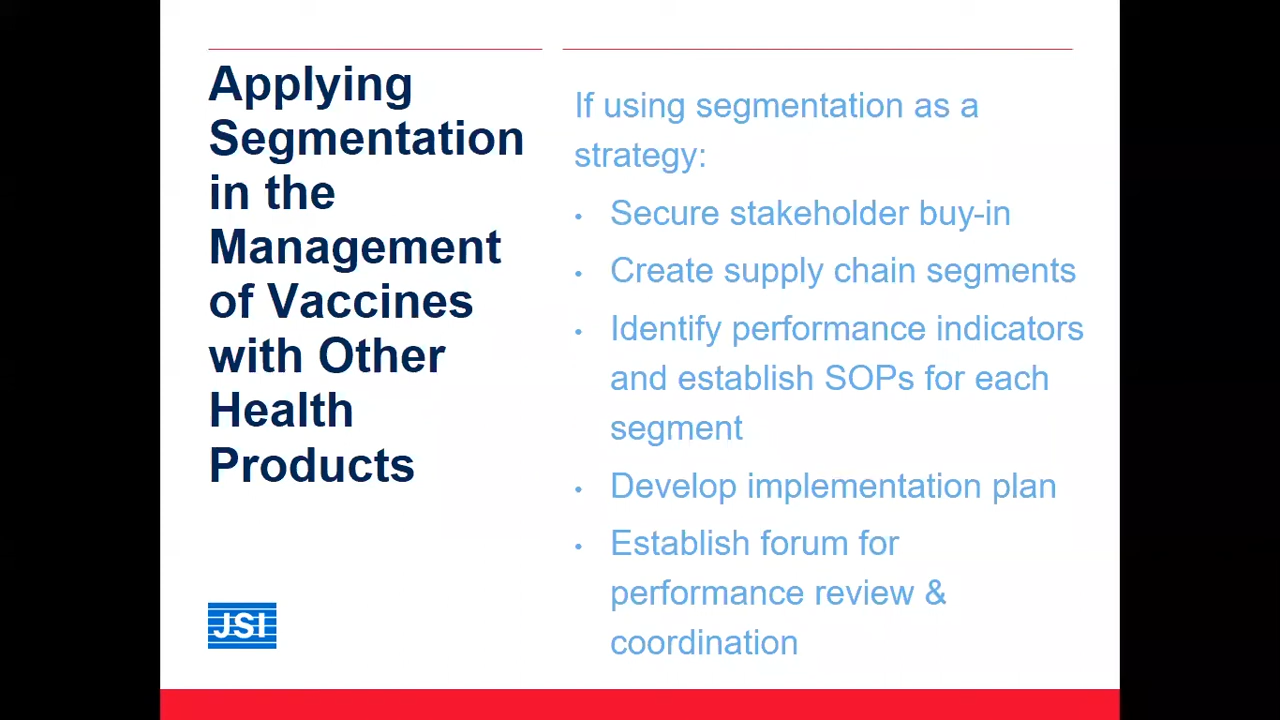 Applying
Segmentation
in the
Management
of Vaccines
with Other
Health
Products
If using segmentation as a
strategy:
• Secure stakeholder buy-in
• Create supply chain segments
• Identify performance indicators
and establish SOPs for each
segment
• Develop implementation plan
• Establish forum for
performance review &
coordination
JSI